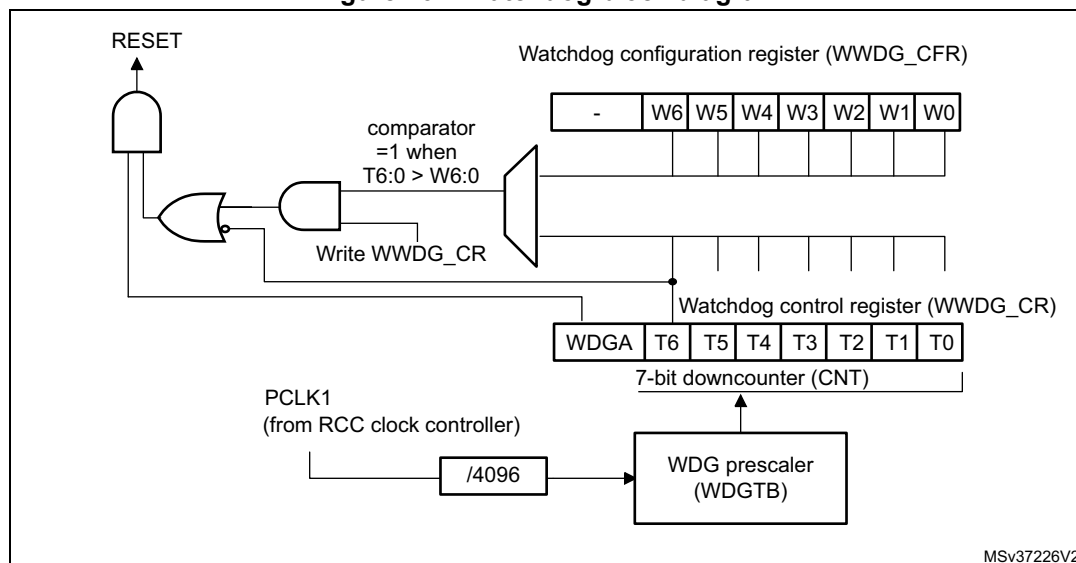 RESET
Watchdog configuration register (WWDG_CFR)
- W6 W5 W4 W3 W2 W1 W0
comparator
=1 when
T6:0 > W6:0
Write WWDG_CR
Watchdog control register (WWDG_CR)
WDGA T6 T5 T4 T3 T2 T1 T0
7-bit downcounter (CNT)
PCLK1
(from RCC clock controller)
/4096
WDG prescaler
(WDGTB)
MSv37226V2